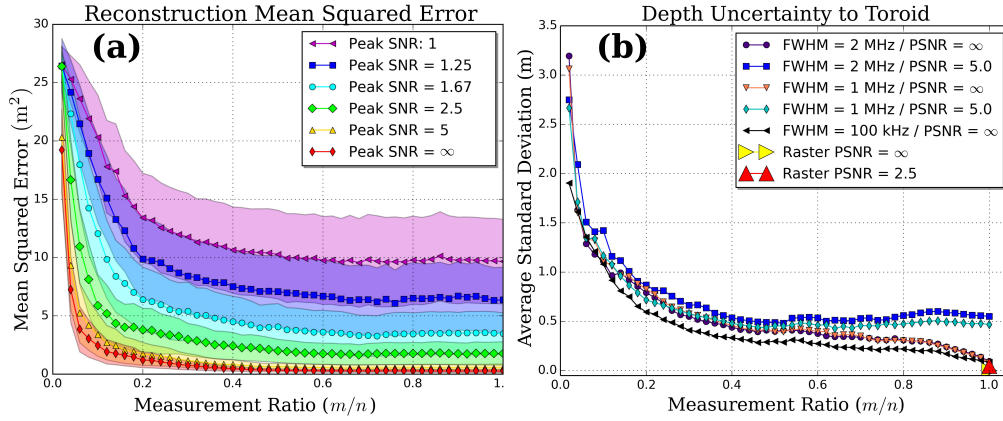 Reconstruction Mean Squared Error
(a)
Peak SNR: 1
Peak SNR = 1.25
Peak SNR = 1.67
Peak SNR = 2.5
Peak SNR = 5
Peak SNR = ∞
Mean Squared Error (m²)
30
25
20
15
10
5
0
0.0 0.2 0.4 0.6 0.8 1.
Measurement Ratio (m/n)
Depth Uncertainty to Toroid
(b)
FWHM = 2 MHz / PSNR = ∞
FWHM = 2 MHz / PSNR = 5.0
FWHM = 1 MHz / PSNR = ∞
FWHM = 1 MHz / PSNR = 5.0
FWHM = 100 kHz / PSNR = ∞
Raster PSNR = ∞
Raster PSNR = 2.5
Average Standard Deviation (m)
3.5
3.0
2.5
2.0
1.5
1.0
0.5
0.0
0.0 0.2 0.4 0.6 0.8 1.0
Measurement Ratio (m/n)